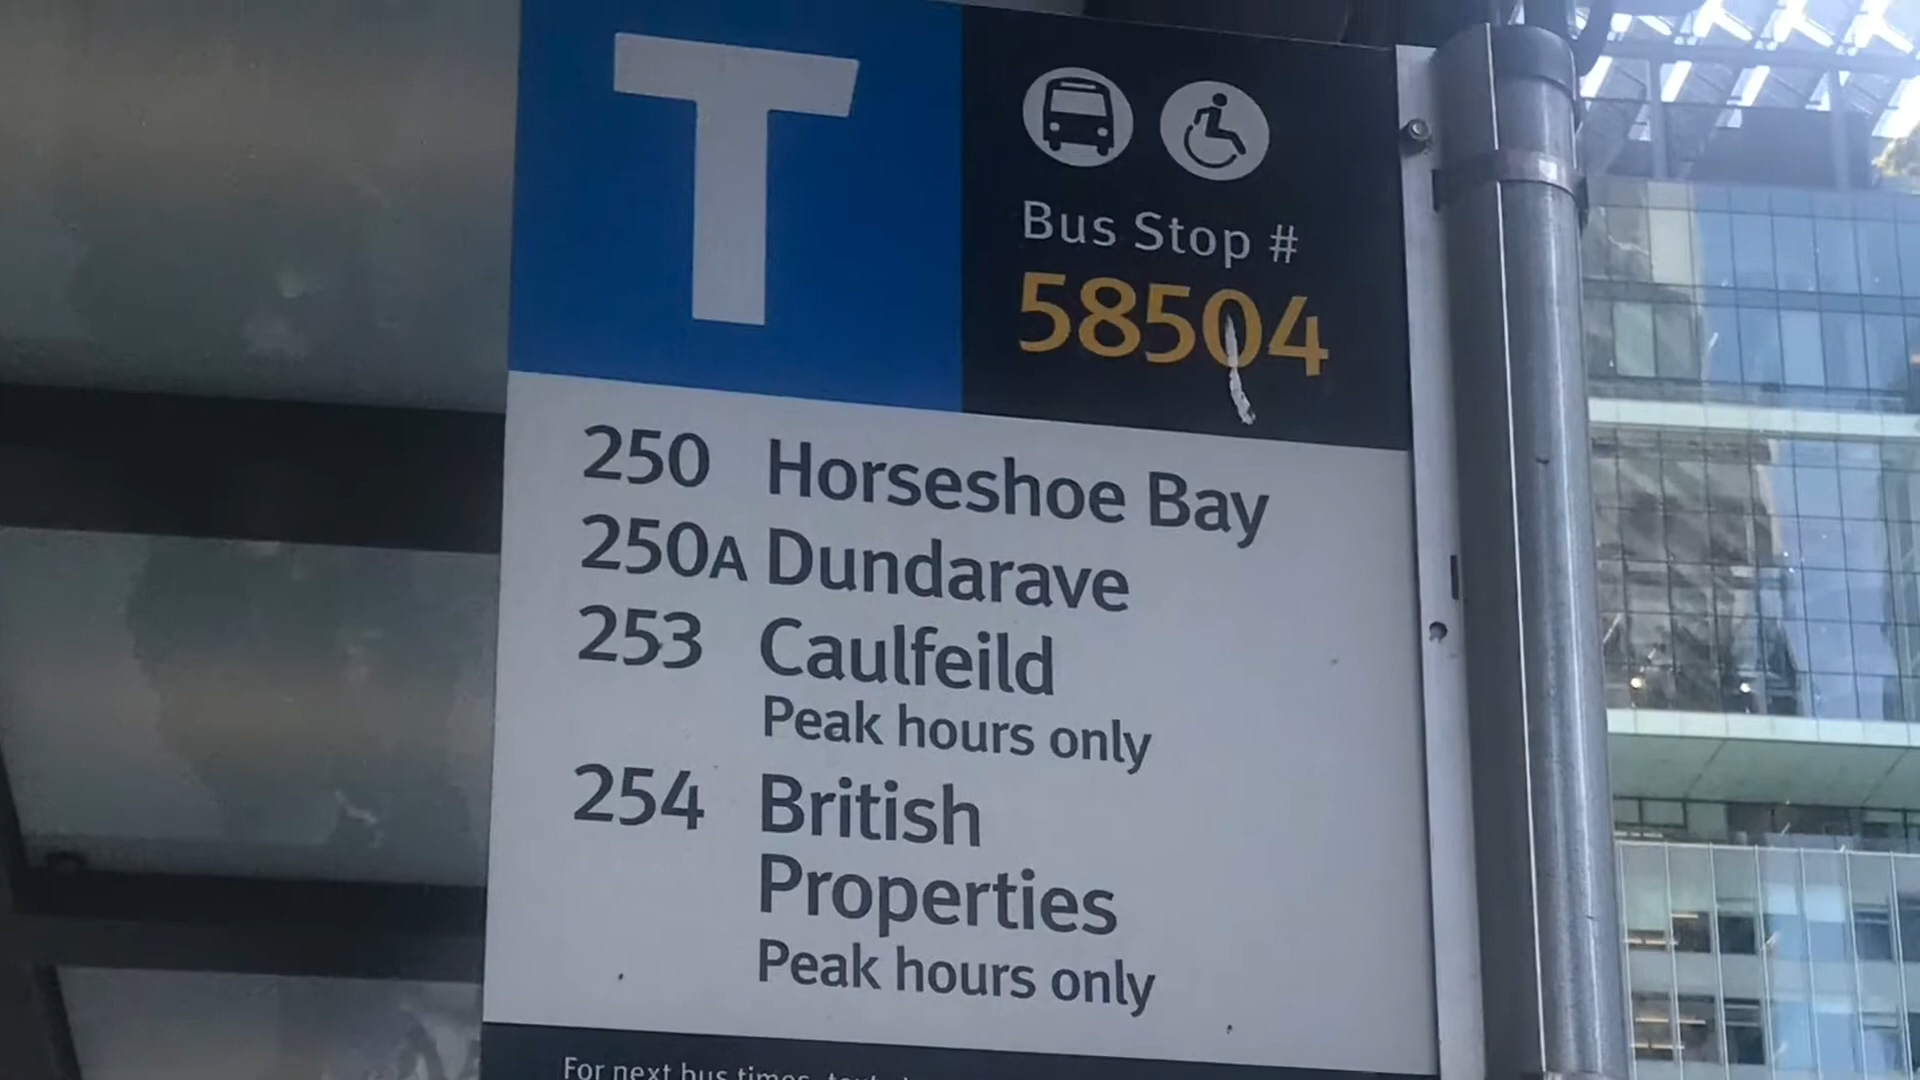 T
Bus Stop #
58504
250 Horseshoe Bay
250A Dundarave
253 Caulfeild
Peak hours only
254 British
Properties
Peak hours only
For next bus times,